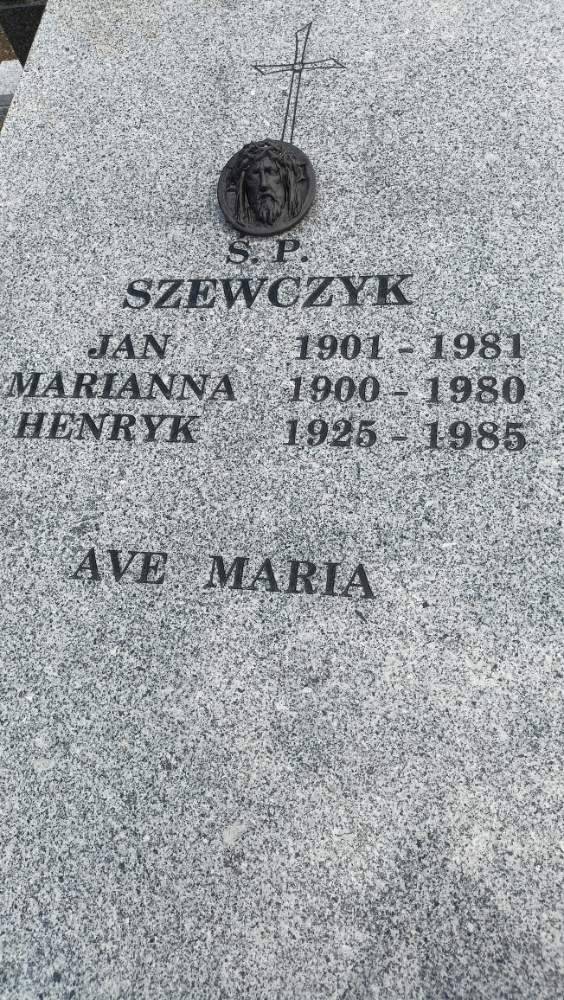 Ś. P.
SZEWCZYK
JAN 1901 - 1981
MARIANNA 1900 - 1980
HENRYK 1925 - 1985
AVE MARIA